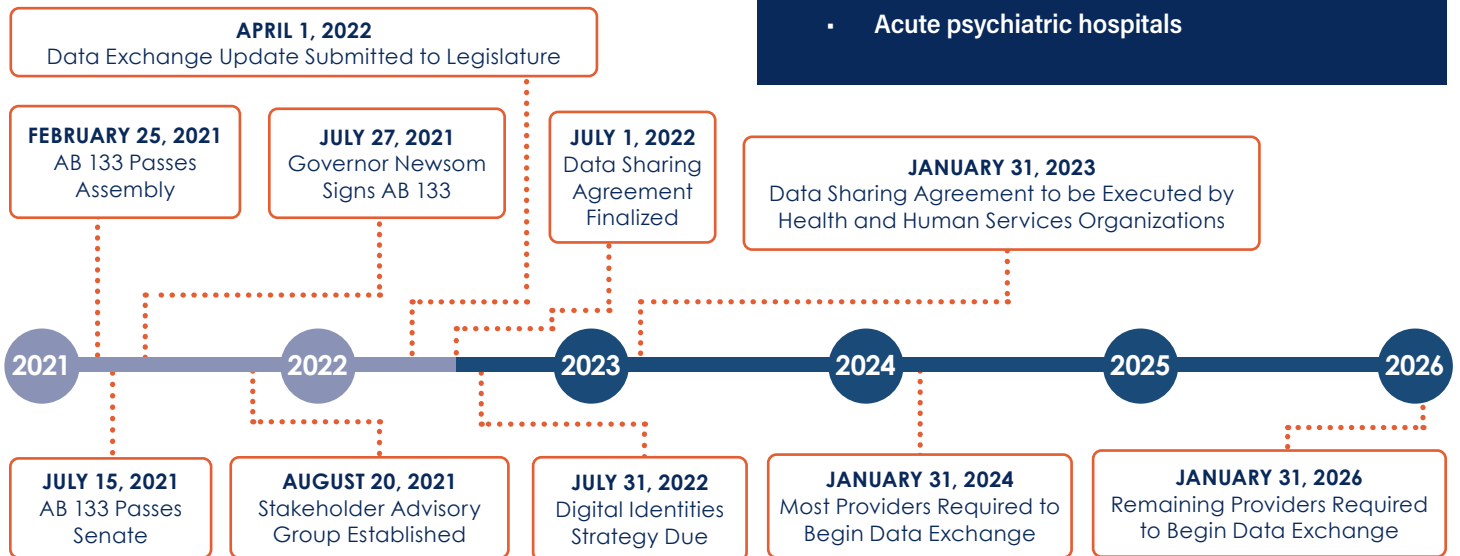 APRIL 1, 2022
Data Exchange Update Submitted to Legislature
▪ Acute psychiatric hospitals
FEBRUARY 25, 2021
AB 133 Passes
Assembly
JULY 27, 2021
Governor Newsom
Signs AB 133
JULY 1, 2022
Data Sharing
Agreement
Finalized
JANUARY 31, 2023
Data Sharing Agreement to be Executed by
Health and Human Services Organizations
2021
2022
2023
2024
2025
2026
JULY 15, 2021
AB 133 Passes
Senate
AUGUST 20, 2021
Stakeholder Advisory
Group Established
JULY 31, 2022
Digital Identities
Strategy Due
JANUARY 31, 2024
Most Providers Required to
Begin Data Exchange
JANUARY 31, 2026
Remaining Providers Required
to Begin Data Exchange